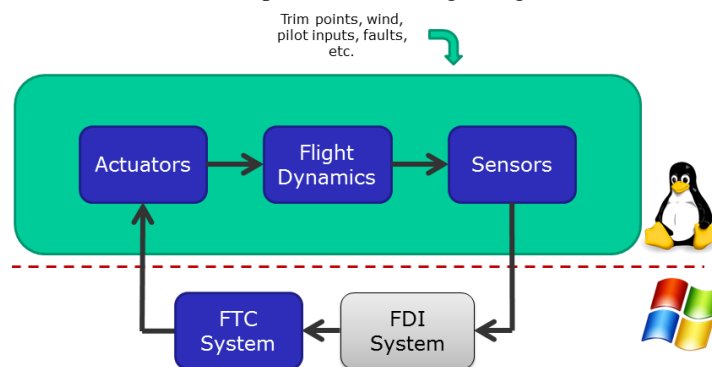 Trim points, wind,
pilot inputs, faults,
etc.
Actuators
Flight
Dynamics
Sensors
FTC
System
FDI
System